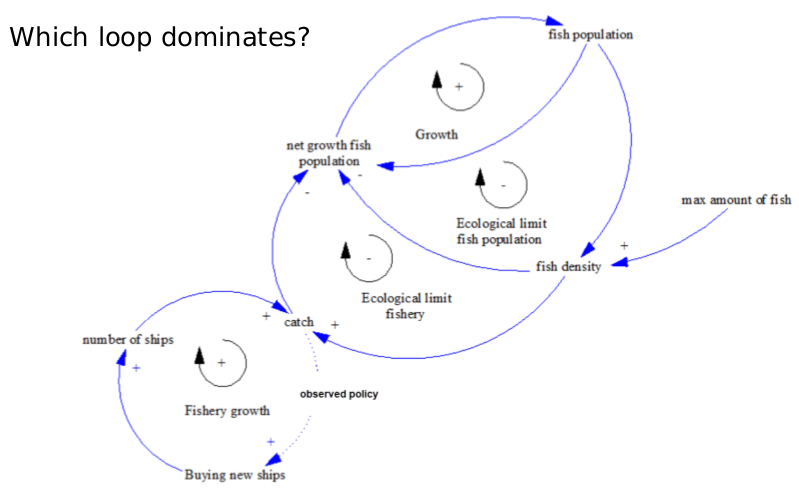 Which loop dominates?
fish population
+
Growth
net growth fish
population
-
-
-
max amount of fish
Ecological limit
fish population
+
fish density
-
Ecological limit
fishery
+
catch
+
number of ships
+
+
observed policy
Fishery growth
+
Buying new ships